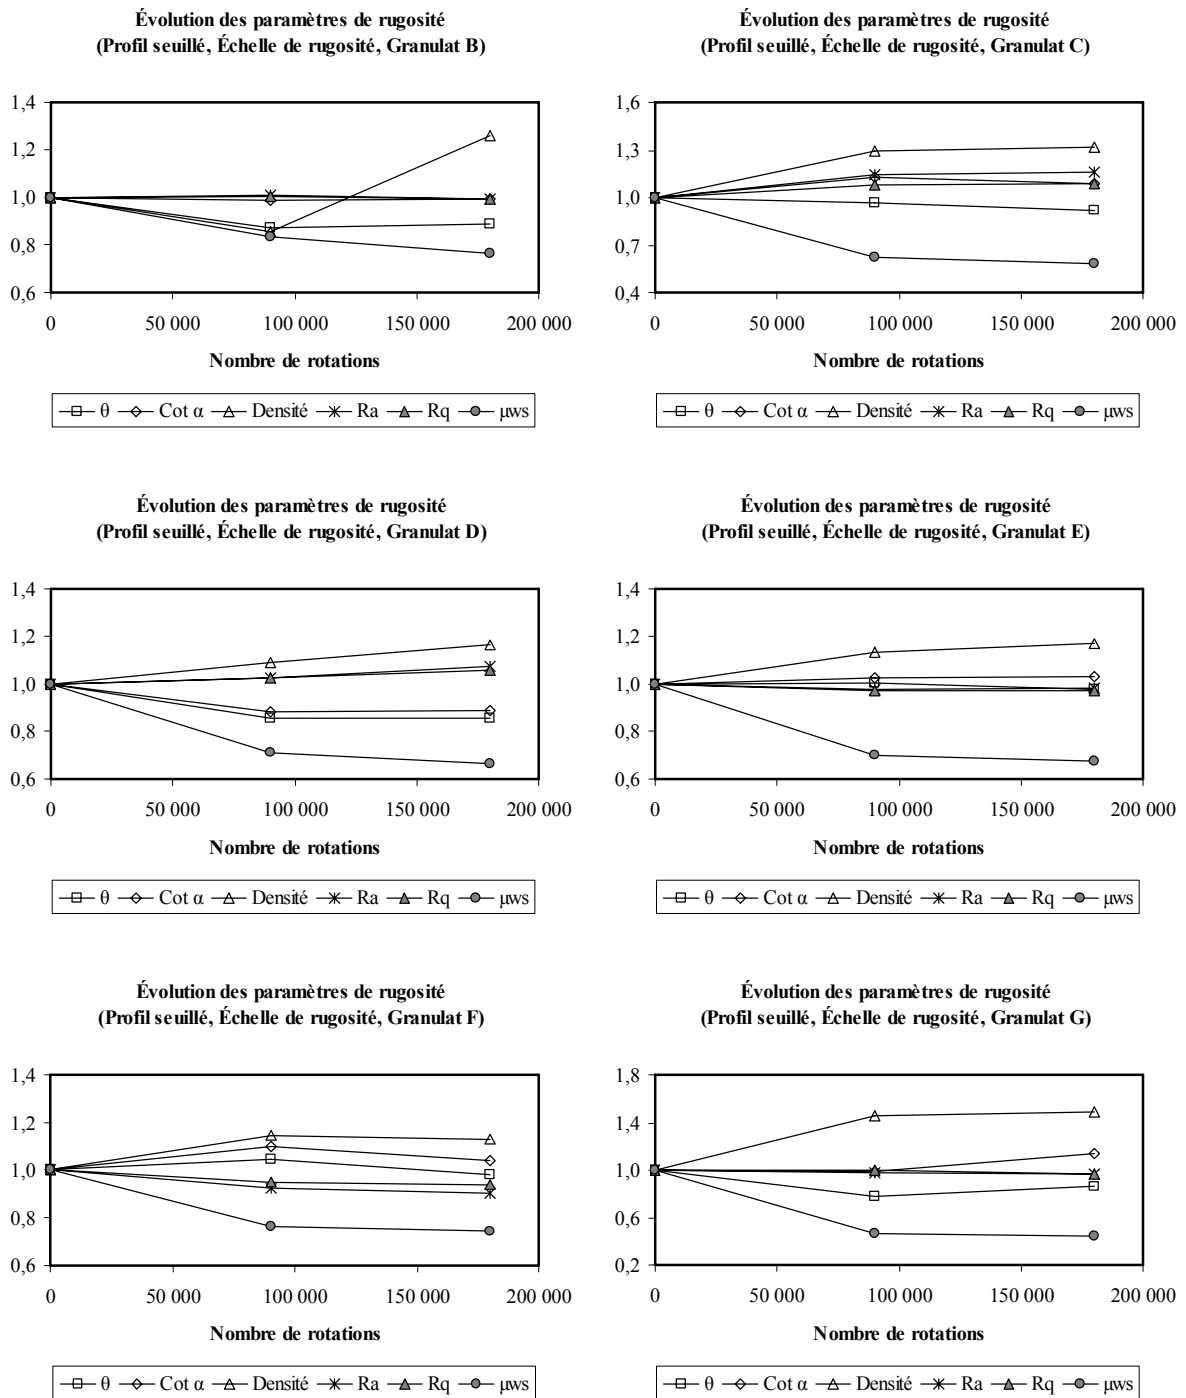 Évolution des paramètres de rugosité
(Profil seuillé, Échelle de rugosité, Granulat B)
1,4
1,2
1,0
0,8
0,6
0 50 000 100 000 150 000 200 000
Nombre de rotations
θ Cot α Densité Ra Rq μws
Évolution des paramètres de rugosité
(Profil seuillé, Échelle de rugosité, Granulat C)
1,6
1,3
1,0
0,7
0,4
0 50 000 100 000 150 000 200 000
Nombre de rotations
θ Cot α Densité Ra Rq μws
Évolution des paramètres de rugosité
(Profil seuillé, Échelle de rugosité, Granulat D)
1,4
1,2
1,0
0,8
0,6
0 50 000 100 000 150 000 200 000
Nombre de rotations
θ Cot α Densité Ra Rq μws
Évolution des paramètres de rugosité
(Profil seuillé, Échelle de rugosité, Granulat E)
1,4
1,2
1,0
0,8
0,6
0 50 000 100 000 150 000 200 000
Nombre de rotations
θ Cot α Densité Ra Rq μws
Évolution des paramètres de rugosité
(Profil seuillé, Échelle de rugosité, Granulat F)
1,4
1,2
1,0
0,8
0,6
0 50 000 100 000 150 000 200 000
Nombre de rotations
θ Cot α Densité Ra Rq μws
Évolution des paramètres de rugosité
(Profil seuillé, Échelle de rugosité, Granulat G)
1,8
1,4
1,0
0,6
0,2
0 50 000 100 000 150 000 200 000
Nombre de rotations
θ Cot α Densité Ra Rq μws